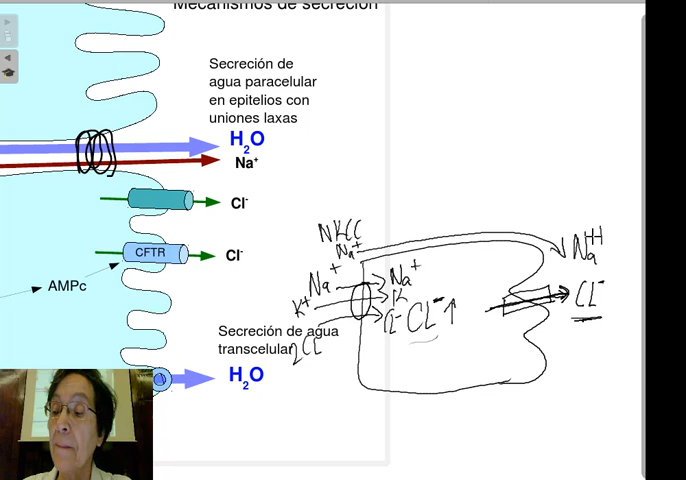 Mecanismos de secreción
Secreción de
agua paracelular
en epitelios con
uniones laxas
H₂O
Na⁺
Cl⁻
CFTR
Cl⁻
AMPc
Secreción de agua
transcelular
H₂O
NKCC
Na⁺
Na⁺
K⁺
2Cl
Na⁺
K
Cl⁻ CL⁻ ↑
Na⁺⁺
CL⁻